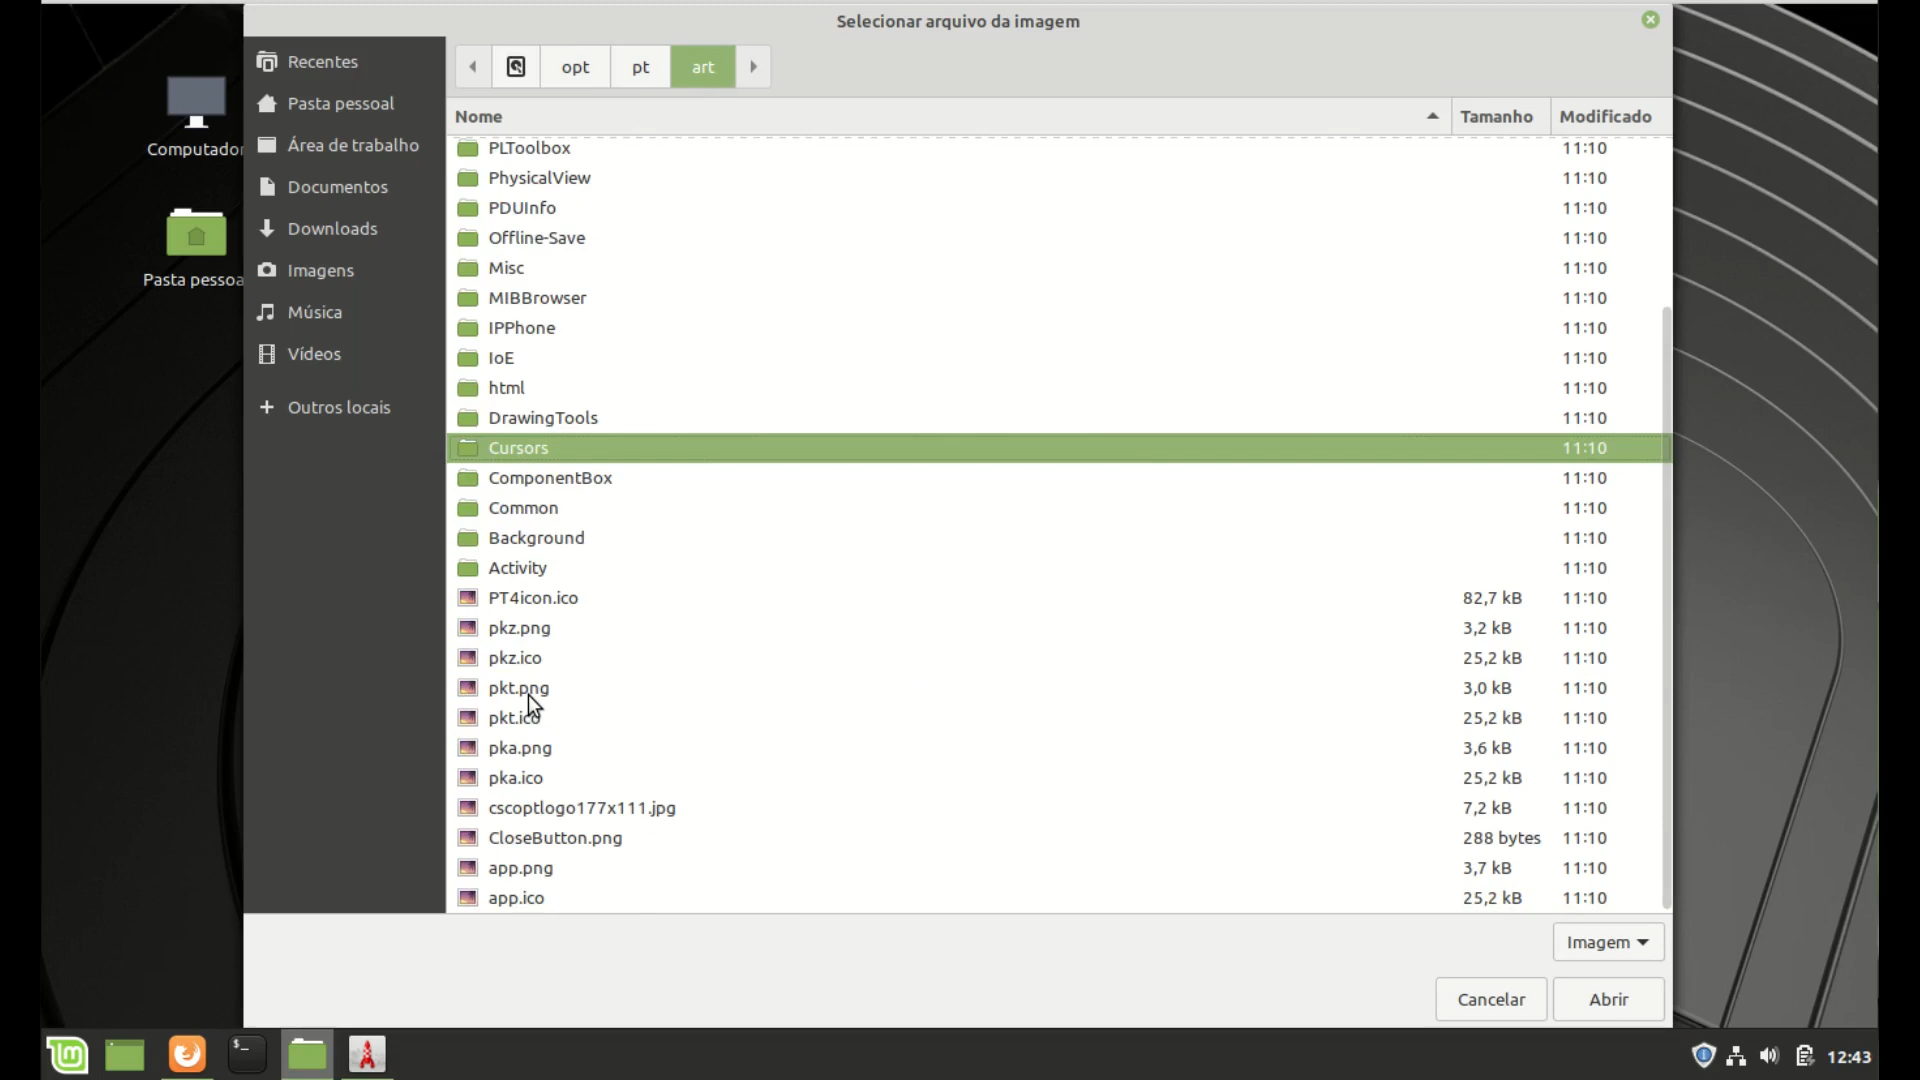 Selecionar arquivo da imagem
Computador
Pasta pessoa
Recentes
Pasta pessoal
Área de trabalho
Documentos
Downloads
Imagens
Música
Vídeos
+ Outros locais
opt pt art
Nome Tamanho Modificado
PLToolbox 11:10
PhysicalView 11:10
PDUInfo 11:10
Offline-Save 11:10
Misc 11:10
MIBBrowser 11:10
IPPhone 11:10
IoE 11:10
html 11:10
DrawingTools 11:10
Cursors 11:10
ComponentBox 11:10
Common 11:10
Background 11:10
Activity 11:10
PT4icon.ico 82,7 kB 11:10
pkz.png 3,2 kB 11:10
pkz.ico 25,2 kB 11:10
pkt.png 3,0 kB 11:10
pkt.ico 25,2 kB 11:10
pka.png 3,6 kB 11:10
pka.ico 25,2 kB 11:10
cscoptlogo177x111.jpg 7,2 kB 11:10
CloseButton.png 288 bytes 11:10
app.png 3,7 kB 11:10
app.ico 25,2 kB 11:10
Imagem
Cancelar Abrir
$_
12:43